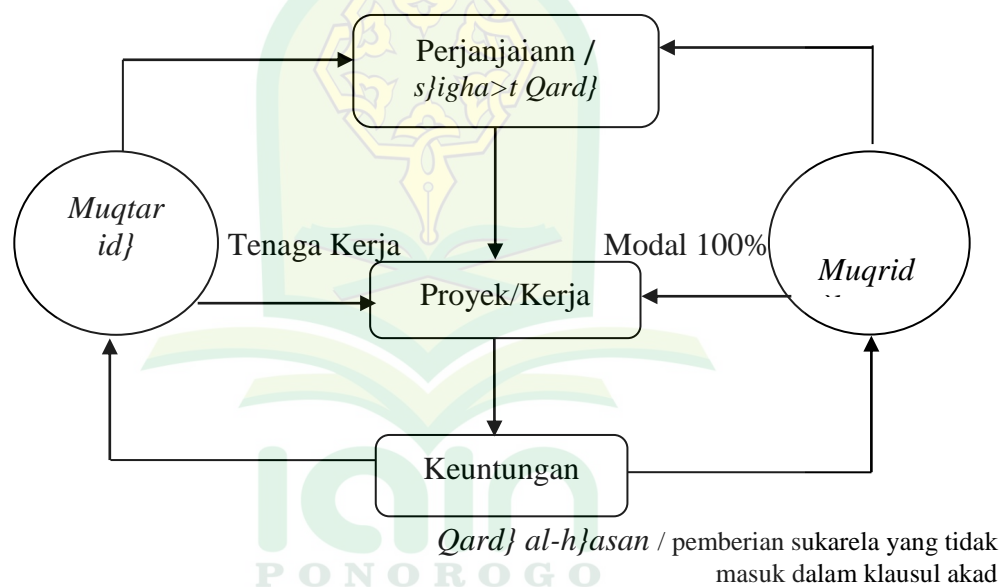 Perjanjaiann /
s}igha>t Qard}
Muqtar
id}
Tenaga Kerja
Modal 100%
Muqrid
Proyek/Kerja
Keuntungan
Qard} al-h}asan / pemberian sukarela yang tidak
masuk dalam klausul akad
iain
PONOROGO